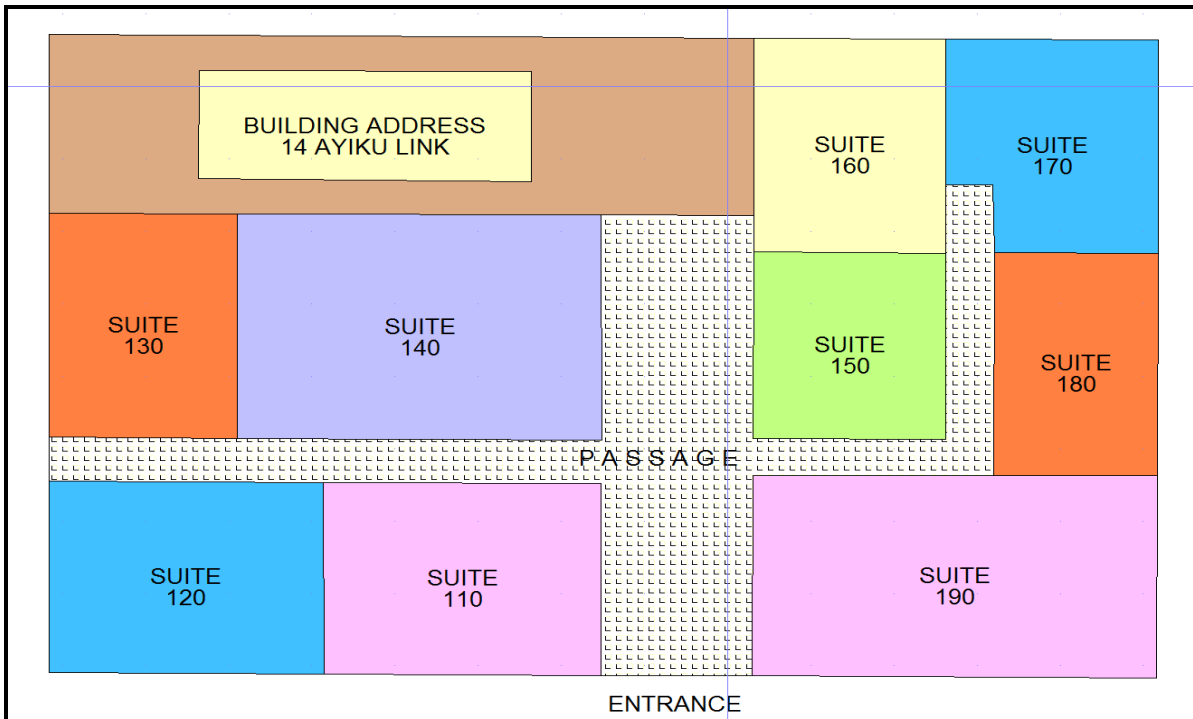 BUILDING ADDRESS
14 AYIKU LINK
SUITE
160
SUITE
170
SUITE
130
SUITE
140
SUITE
150
SUITE
180
PASSAGE
SUITE
120
SUITE
110
SUITE
190
ENTRANCE